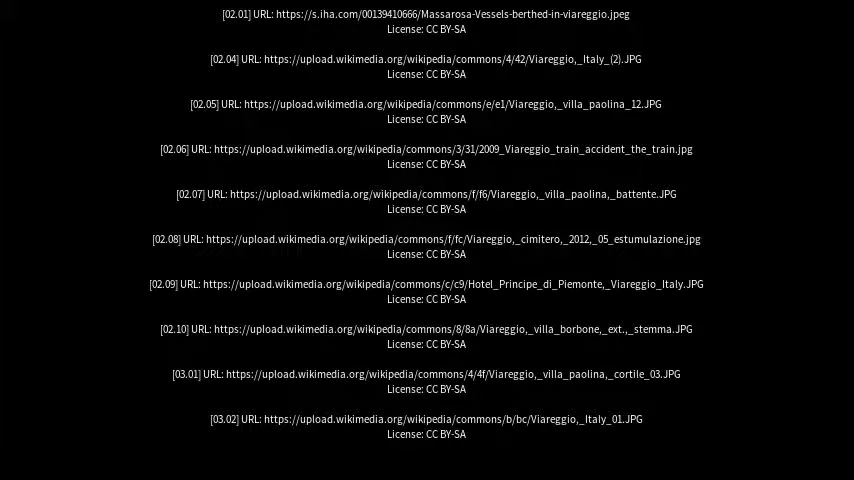 [02.01] URL: https://s.iha.com/00139410666/Massarosa-Vessels-berthed-in-viareggio.jpeg
License: CC BY-SA
[02.04] URL: https://upload.wikimedia.org/wikipedia/commons/4/42/Viareggio,_Italy_(2).JPG
License: CC BY-SA
[02.05] URL: https://upload.wikimedia.org/wikipedia/commons/e/e1/Viareggio,_villa_paolina_12.JPG
License: CC BY-SA
[02.06] URL: https://upload.wikimedia.org/wikipedia/commons/3/31/2009_Viareggio_train_accident_the_train.jpg
License: CC BY-SA
[02.07] URL: https://upload.wikimedia.org/wikipedia/commons/f/f6/Viareggio,_villa_paolina,_battente.JPG
License: CC BY-SA
[02.08] URL: https://upload.wikimedia.org/wikipedia/commons/f/fc/Viareggio,_cimitero,_2012,_05_estumulazione.jpg
License: CC BY-SA
[02.09] URL: https://upload.wikimedia.org/wikipedia/commons/c/c9/Hotel_Principe_di_Piemonte,_Viareggio_Italy.JPG
License: CC BY-SA
[02.10] URL: https://upload.wikimedia.org/wikipedia/commons/8/8a/Viareggio,_villa_borbone,_ext.,_stemma.JPG
License: CC BY-SA
[03.01] URL: https://upload.wikimedia.org/wikipedia/commons/4/4f/Viareggio,_villa_paolina,_cortile_03.JPG
License: CC BY-SA
[03.02] URL: https://upload.wikimedia.org/wikipedia/commons/b/bc/Viareggio,_Italy_01.JPG
License: CC BY-SA